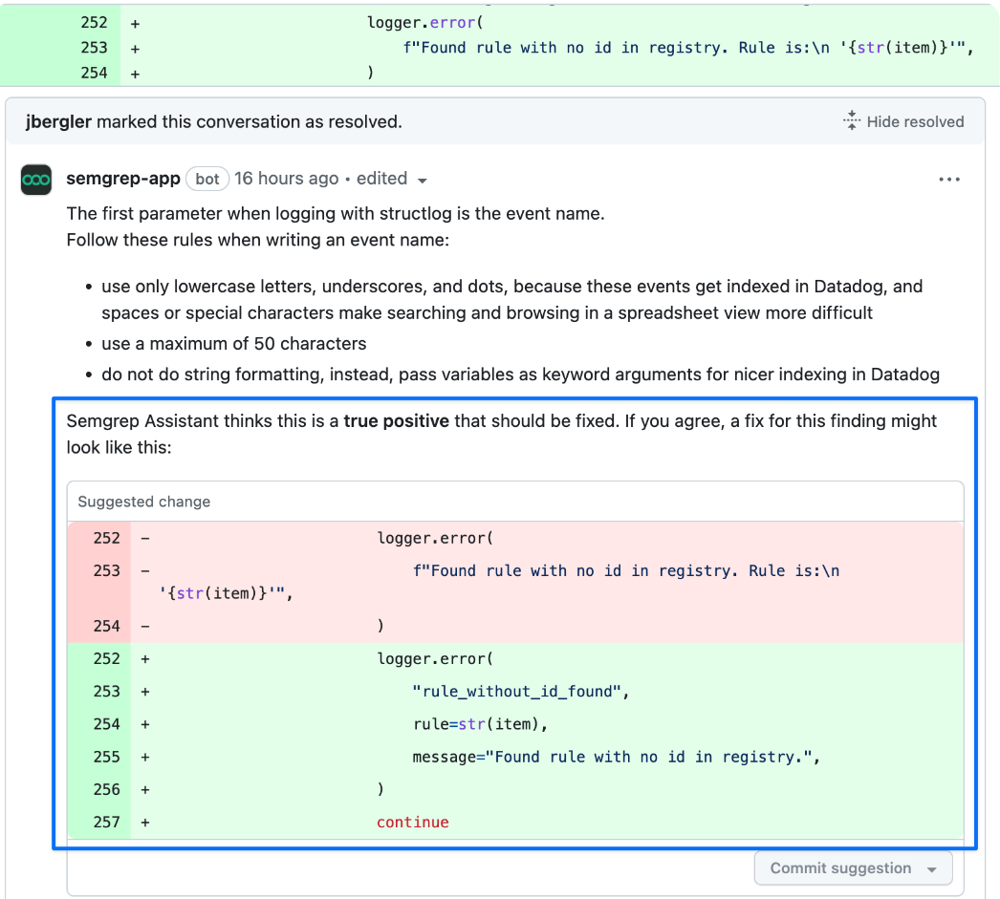 252 + logger.error(
253 + f"Found rule with no id in registry. Rule is:\n '{str(item)}'",
254 + )
jbergler marked this conversation as resolved.
Hide resolved
semgrep-app bot 16 hours ago • edited
The first parameter when logging with structlog is the event name.
Follow these rules when writing an event name:
• use only lowercase letters, underscores, and dots, because these events get indexed in Datadog, and
spaces or special characters make searching and browsing in a spreadsheet view more difficult
• use a maximum of 50 characters
• do not do string formatting, instead, pass variables as keyword arguments for nicer indexing in Datadog
Semgrep Assistant thinks this is a true positive that should be fixed. If you agree, a fix for this finding might
look like this:
Suggested change
252 - logger.error(
253 - f"Found rule with no id in registry. Rule is:\n
'{str(item)}'",
254 - )
252 + logger.error(
253 + "rule_without_id_found",
254 + rule=str(item),
255 + message="Found rule with no id in registry.",
256 + )
257 + continue
Commit suggestion